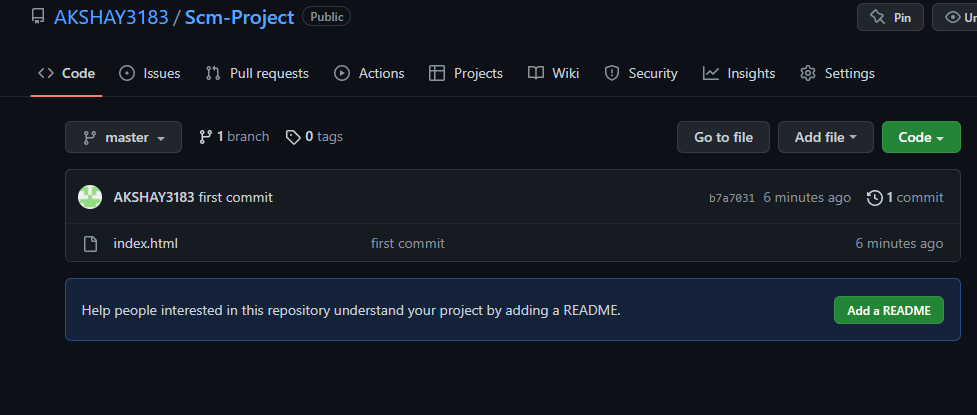 AKSHAY3183 / Scm-Project Public Pin
Code Issues Pull requests Actions Projects Wiki Security Insights Settings
master 1 branch 0 tags Go to file Add file Code
AKSHAY3183 first commit b7a7031 6 minutes ago 1 commit
index.html first commit 6 minutes ago
Help people interested in this repository understand your project by adding a README. Add a README